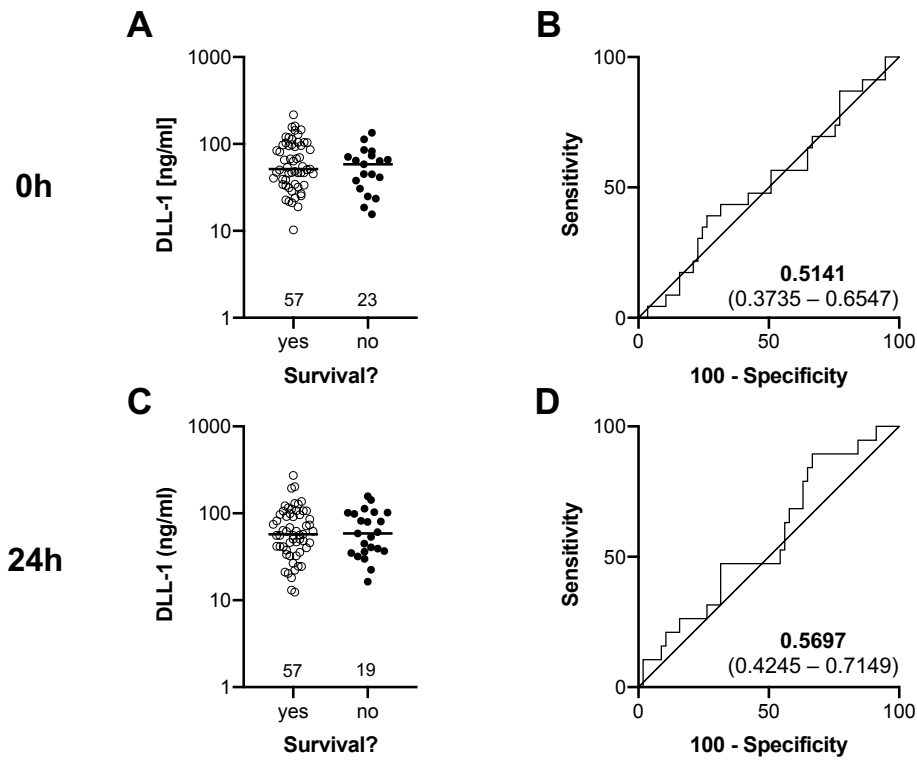 A
B
0h
1000
100
10
1
DLL-1 [ng/ml]
57
23
yes
no
Survival?
100
50
0
Sensitivity
0.5141
(0.3735 – 0.6547)
0
50
100
100 - Specificity
C
D
24h
1000
100
10
1
DLL-1 (ng/ml)
57
19
yes
no
Survival?
100
50
0
Sensitivity
0.5697
(0.4245 – 0.7149)
0
50
100
100 - Specificity